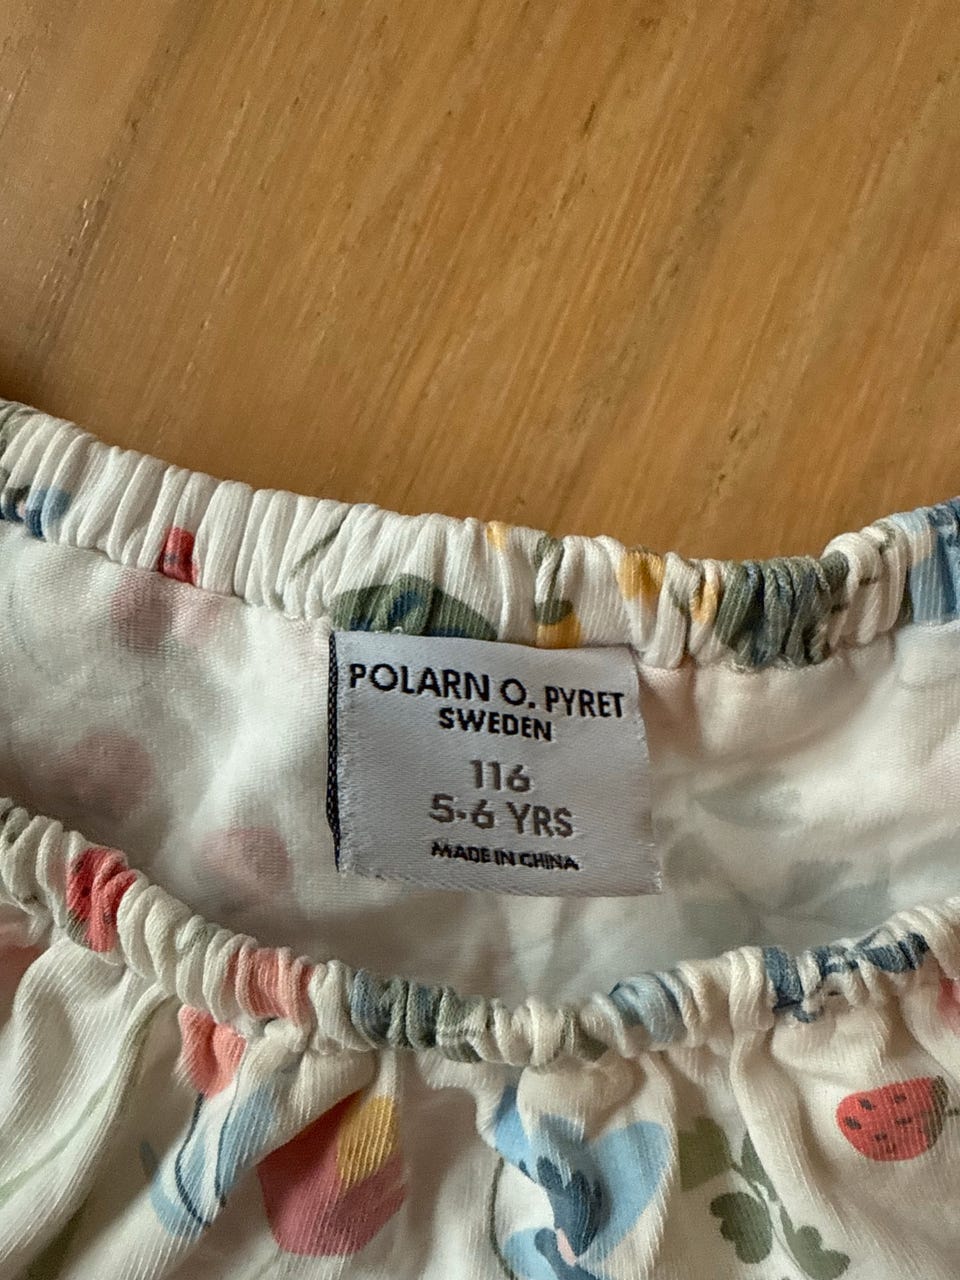 POLARN O. PYRET
SWEDEN
116
5-6 YRS
MADE IN CHINA